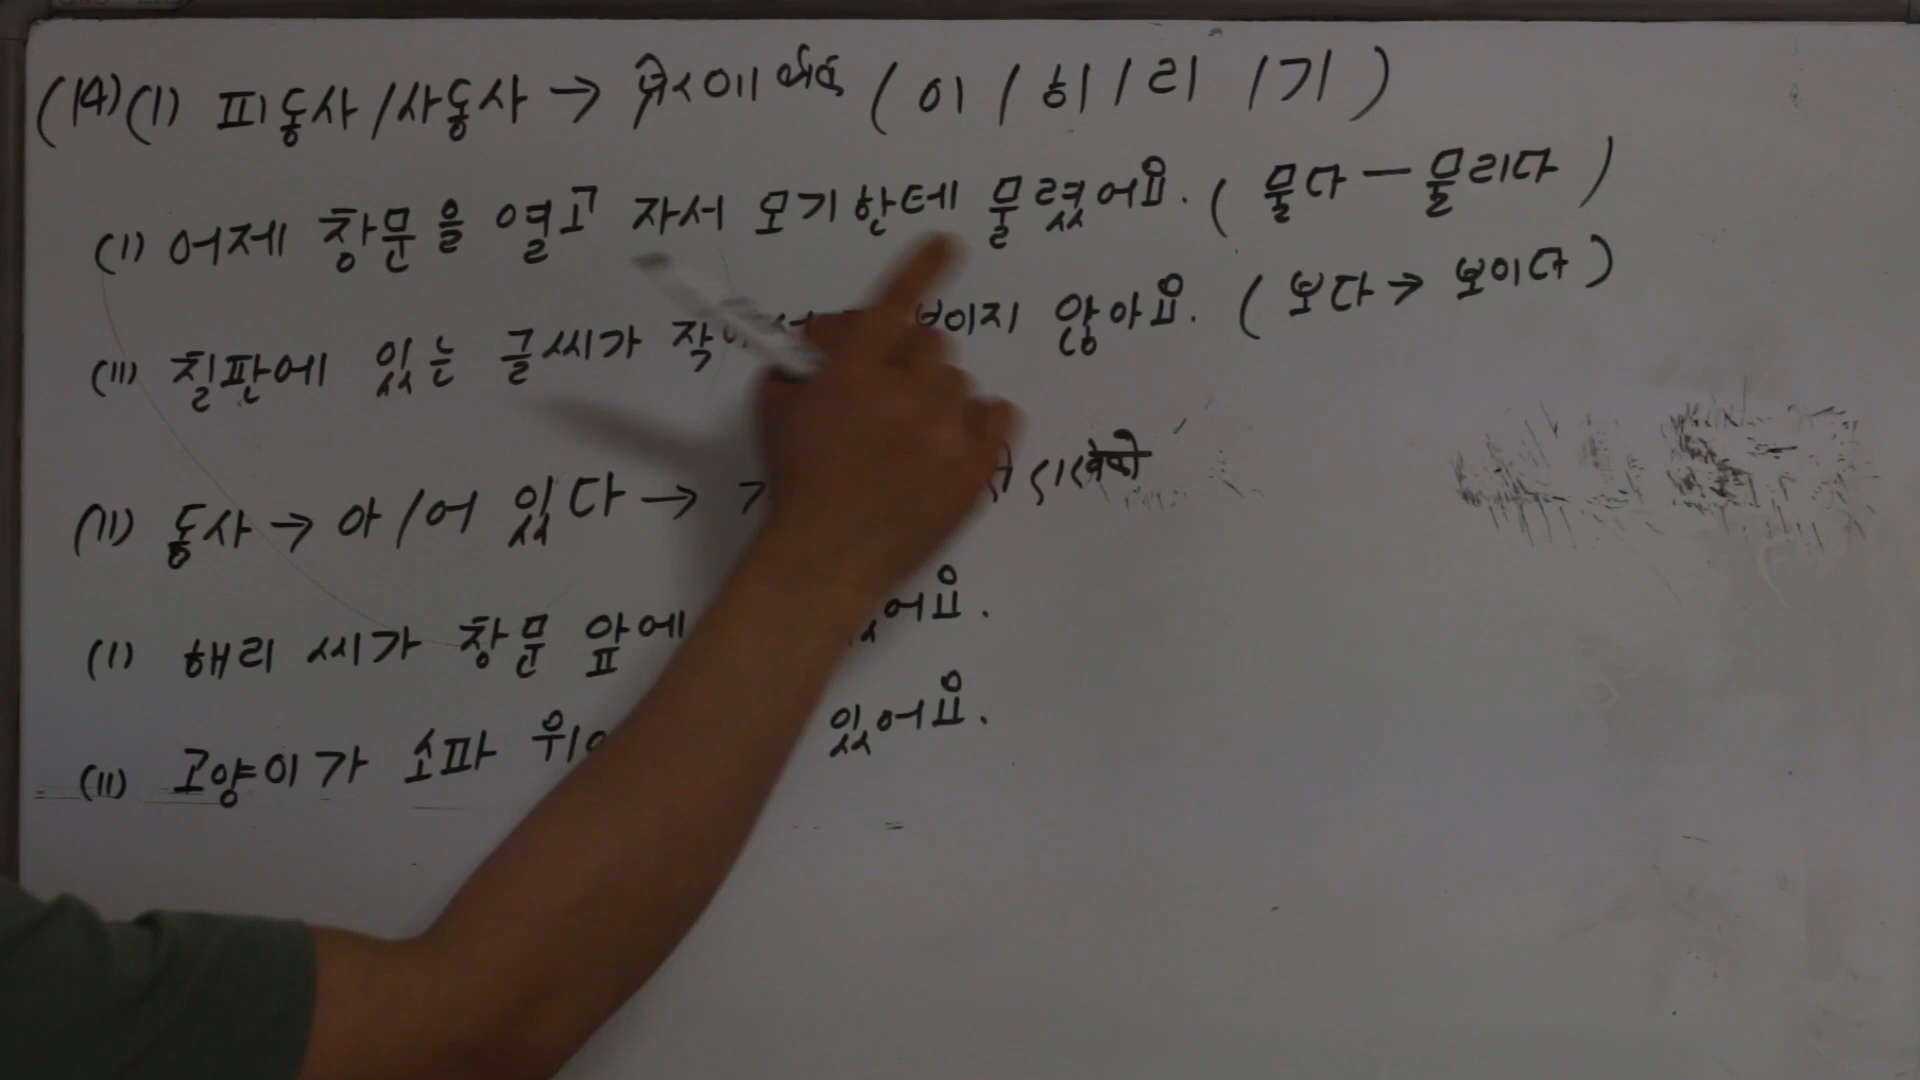 (14)(1) 피동사/사동사 → (이/히/리/기)
(I) 어제 창문을 열고 자서 모기한테 물렸어요. (물다 — 물리다)
(II) 칠판에 있는 글씨가 보이지 않아요. (보다 → 보이다)
(II) 동사 → 아/어 있다 →
(I) 해리 씨가 창문 앞에
(II) 고양이가 소파 있어요.